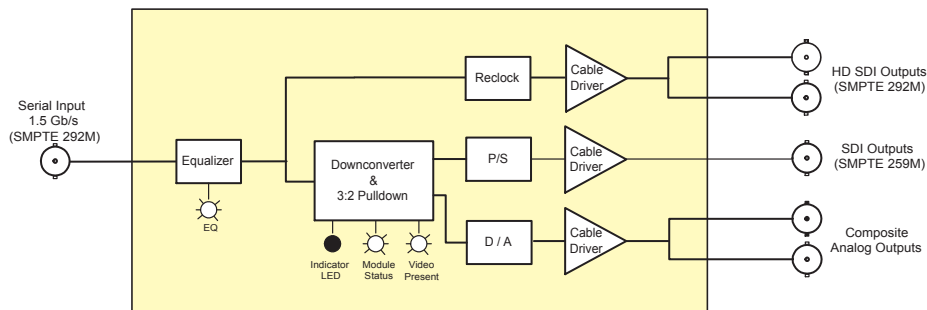 Serial Input
1.5 Gb/s
(SMPTE 292M)
Equalizer
EQ
Downconverter
&
3:2 Pulldown
Indicator
LED
Module
Status
Video
Present
Reclock
Cable
Driver
HD SDI Outputs
(SMPTE 292M)
P/S
Cable
Driver
SDI Outputs
(SMPTE 259M)
D / A
Cable
Driver
Composite
Analog Outputs